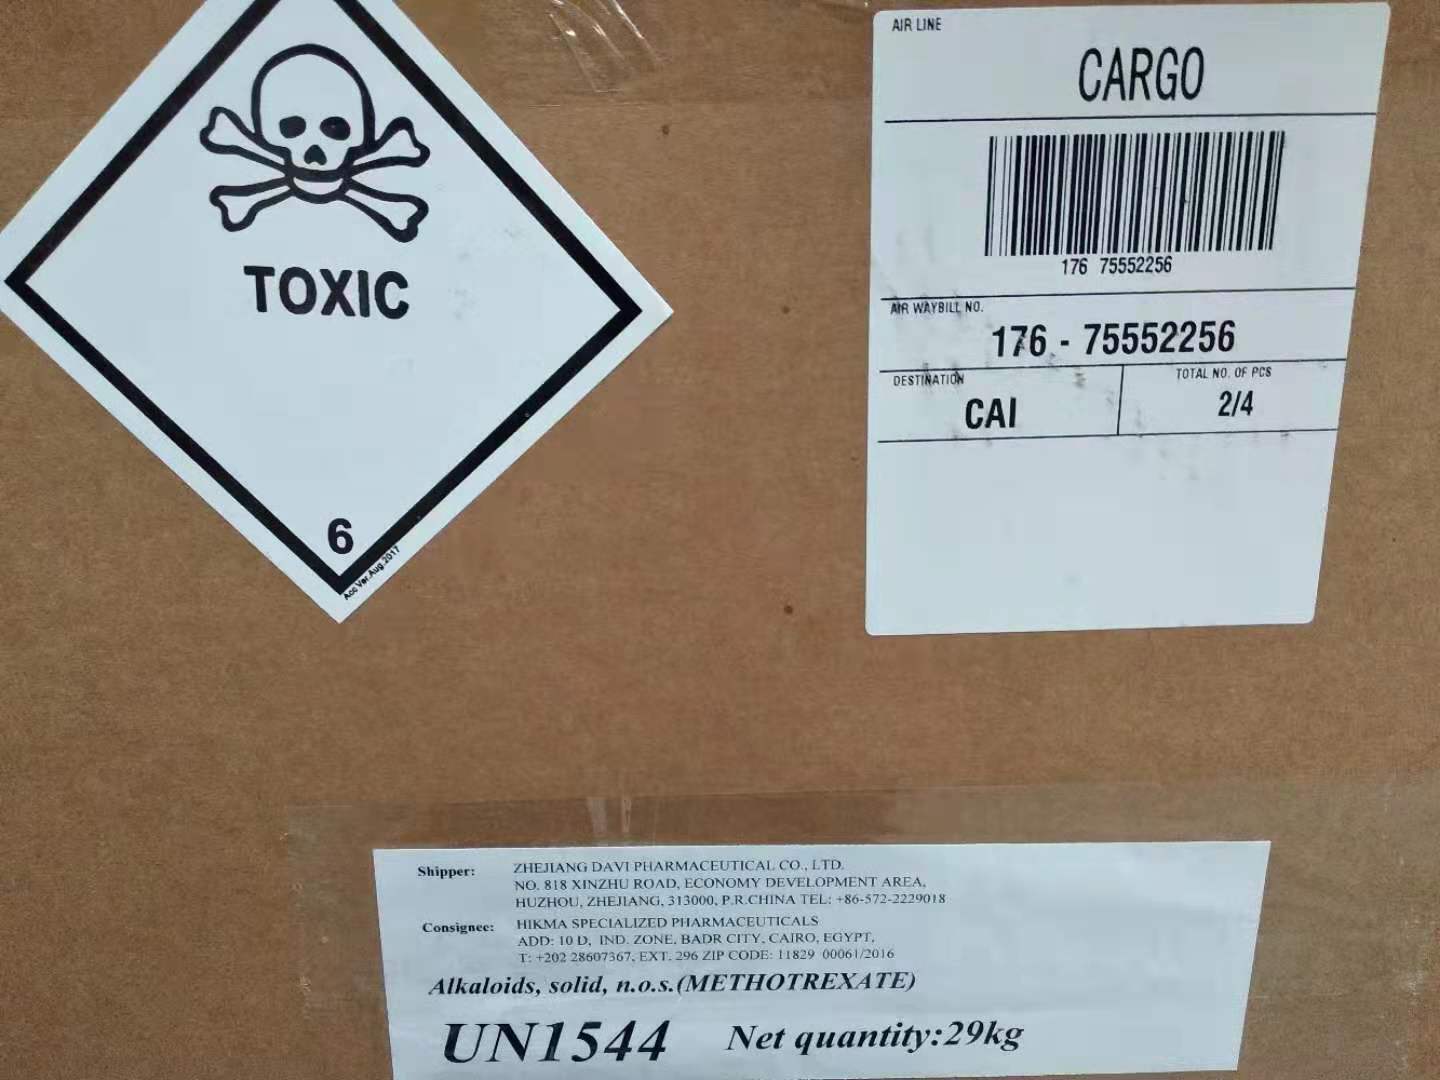 TOXIC
6
Acc Ver.Aug.2017
AIR LINE
CARGO
176 75552256
AIR WAYBILL NO.
176 - 75552256
DESTINATION
CAI
TOTAL NO. OF PCS
2/4
Shipper: ZHEJIANG DAVI PHARMACEUTICAL CO., LTD.
NO. 818 XINZHU ROAD, ECONOMY DEVELOPMENT AREA,
HUZHOU, ZHEJIANG, 313000, P.R.CHINA TEL: +86-572-2229018
Consignee: HIKMA SPECIALIZED PHARMACEUTICALS
ADD: 10 D, IND. ZONE, BADR CITY, CAIRO, EGYPT,
T: +202 28607367, EXT. 296 ZIP CODE: 11829 00061/2016
Alkaloids, solid, n.o.s.(METHOTREXATE)
UN1544 Net quantity:29kg